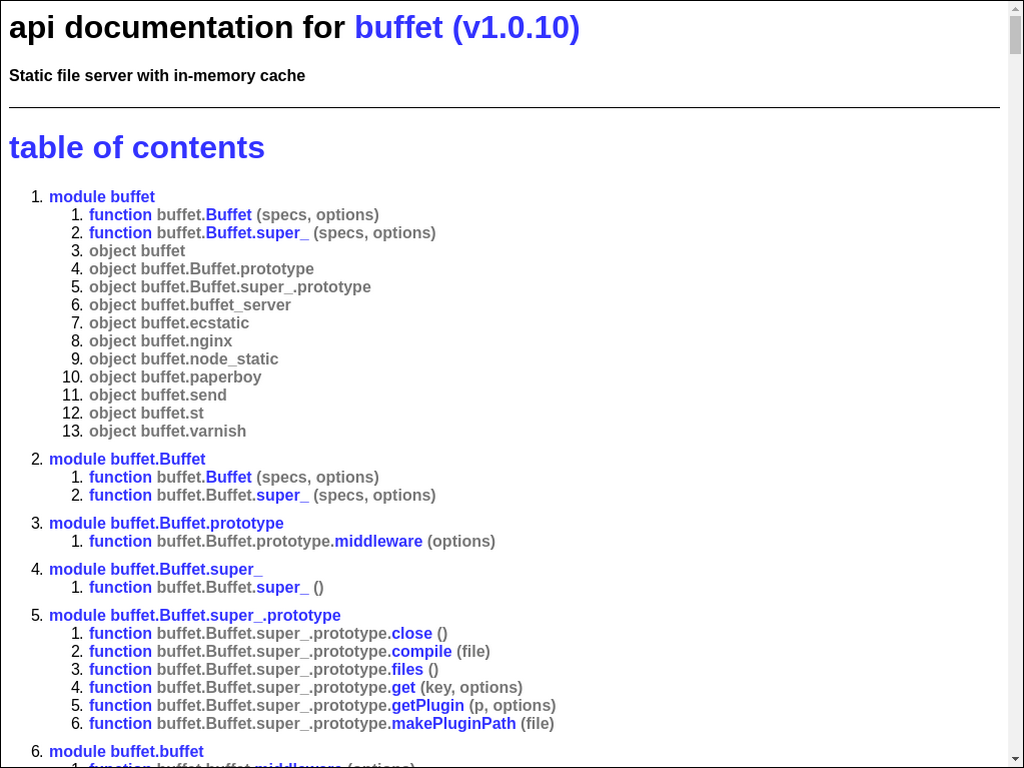 api documentation for buffet (v1.0.10)
Static file server with in-memory cache
table of contents
1. module buffet
1. function buffet.Buffet (specs, options)
2. function buffet.Buffet.super_ (specs, options)
3. object buffet
4. object buffet.Buffet.prototype
5. object buffet.Buffet.super_.prototype
6. object buffet.buffet_server
7. object buffet.ecstatic
8. object buffet.nginx
9. object buffet.node_static
10. object buffet.paperboy
11. object buffet.send
12. object buffet.st
13. object buffet.varnish
2. module buffet.Buffet
1. function buffet.Buffet (specs, options)
2. function buffet.Buffet.super_ (specs, options)
3. module buffet.Buffet.prototype
1. function buffet.Buffet.prototype.middleware (options)
4. module buffet.Buffet.super_
1. function buffet.Buffet.super_ ()
5. module buffet.Buffet.super_.prototype
1. function buffet.Buffet.super_.prototype.close ()
2. function buffet.Buffet.super_.prototype.compile (file)
3. function buffet.Buffet.super_.prototype.files ()
4. function buffet.Buffet.super_.prototype.get (key, options)
5. function buffet.Buffet.super_.prototype.getPlugin (p, options)
6. function buffet.Buffet.super_.prototype.makePluginPath (file)
6. module buffet.buffet
1. function buffet.buffet.middleware (options)